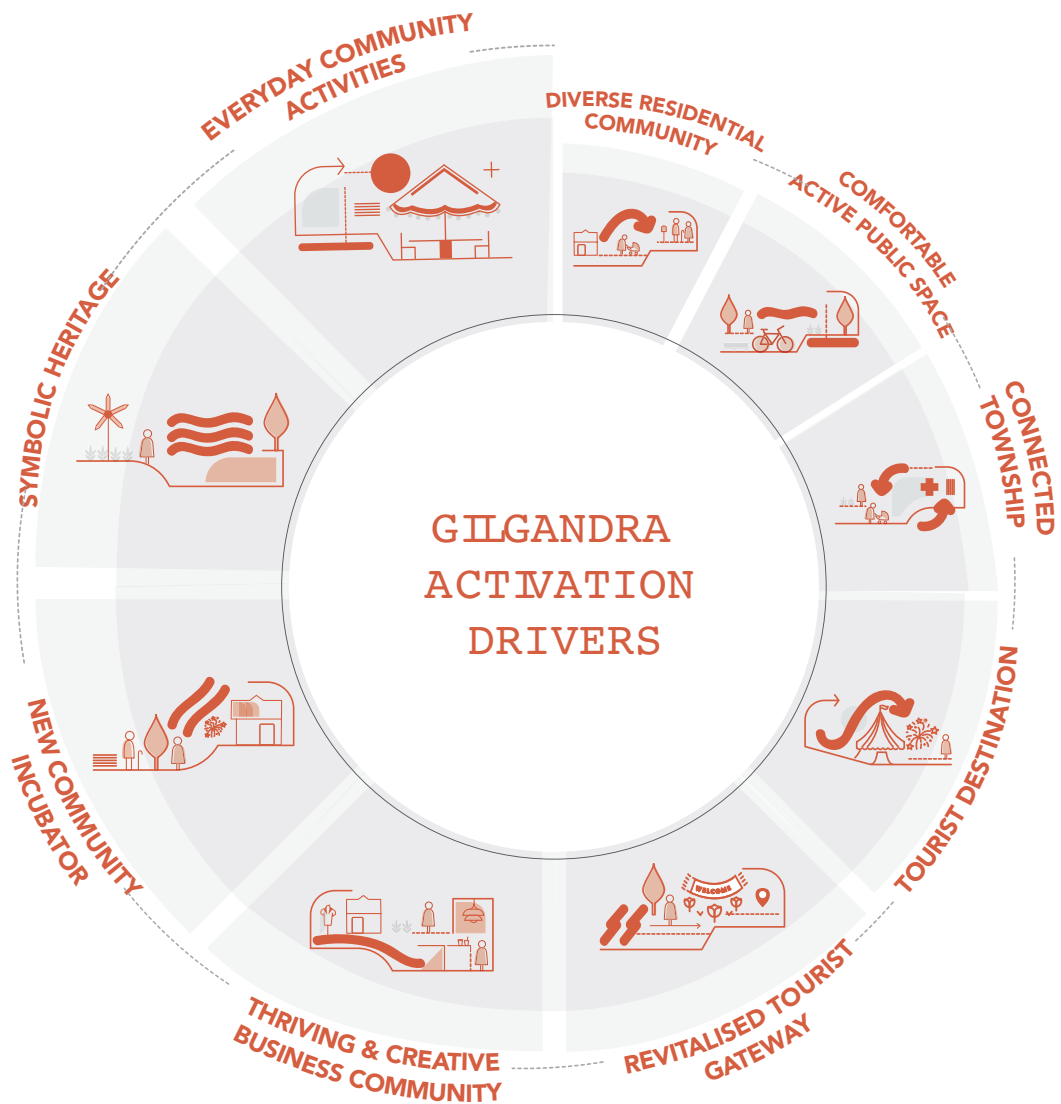 EVERYDAY COMMUNITY
ACTIVITIES
DIVERSE RESIDENTIAL
COMMUNITY
COMFORTABLE
ACTIVE PUBLIC SPACE
CONNECTED
TOWNSHIP
TOURIST DESTINATION
WELCOME
REVITALISED TOURIST
GATEWAY
THRIVING & CREATIVE
BUSINESS COMMUNITY
NEW COMMUNITY
INCUBATOR
SYMBOLIC HERITAGE
GILGANDRA
ACTIVATION
DRIVERS